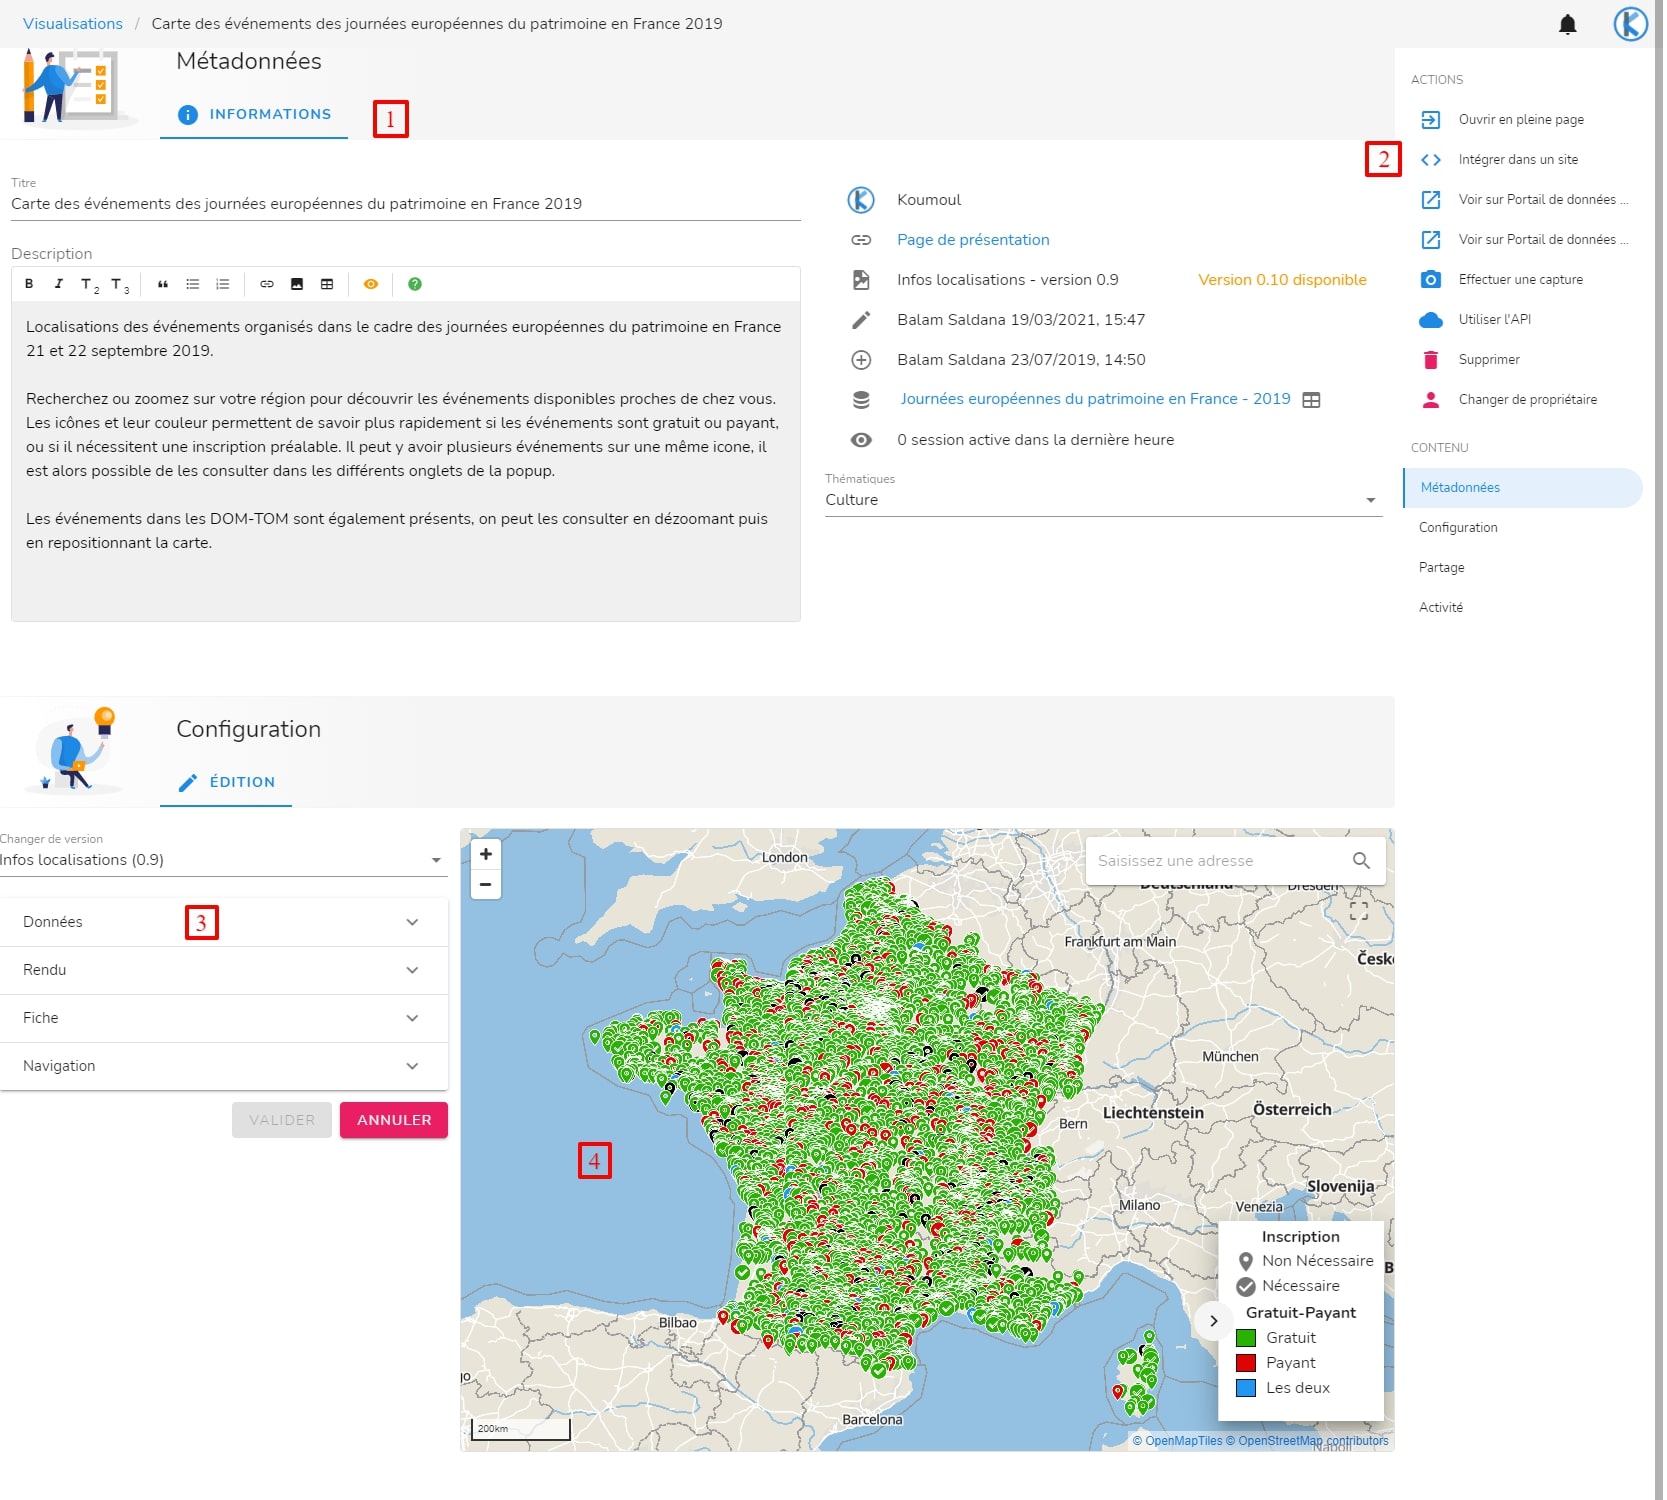 Visualisations / Carte des événements des journées européennes du patrimoine en France 2019
Métadonnées
INFORMATIONS
1
Titre
Carte des événements des journées européennes du patrimoine en France 2019
Description
B I T2 T3
Localisations des événements organisés dans le cadre des journées européennes du patrimoine en France
21 et 22 septembre 2019.
Recherchez ou zoomez sur votre région pour découvrir les événements disponibles proches de chez vous.
Les icônes et leur couleur permettent de savoir plus rapidement si les événements sont gratuit ou payant,
ou si il nécessitent une inscription préalable. Il peut y avoir plusieurs événements sur une même icone, il
est alors possible de les consulter dans les différents onglets de la popup.
Les événements dans les DOM-TOM sont également présents, on peut les consulter en dézoomant puis
en repositionnant la carte.
Koumoul
Page de présentation
Infos localisations - version 0.9 Version 0.10 disponible
Balam Saldana 19/03/2021, 15:47
Balam Saldana 23/07/2019, 14:50
Journées européennes du patrimoine en France - 2019
0 session active dans la dernière heure
Thématiques
Culture
ACTIONS
Ouvrir en pleine page
2
Intégrer dans un site
Voir sur Portail de données ...
Voir sur Portail de données ...
Effectuer une capture
Utiliser l'API
Supprimer
Changer de propriétaire
CONTENU
Métadonnées
Configuration
Partage
Activité
Configuration
ÉDITION
Changer de version
Infos localisations (0.9)
Données
3
Rendu
Fiche
Navigation
VALIDER ANNULER
+
−
London
Saisissez une adresse
Deutschland
Dresden
Frankfurt am Main
Česk
München
Liechtenstein
Österreich
Bern
4
Slovenija
Milano
Venezia
Bilbao
Barcelona
Napoli
200km
Inscription
Non Nécessaire
Nécessaire
Gratuit-Payant
Gratuit
Payant
Les deux
© OpenMapTiles © OpenStreetMap contributors